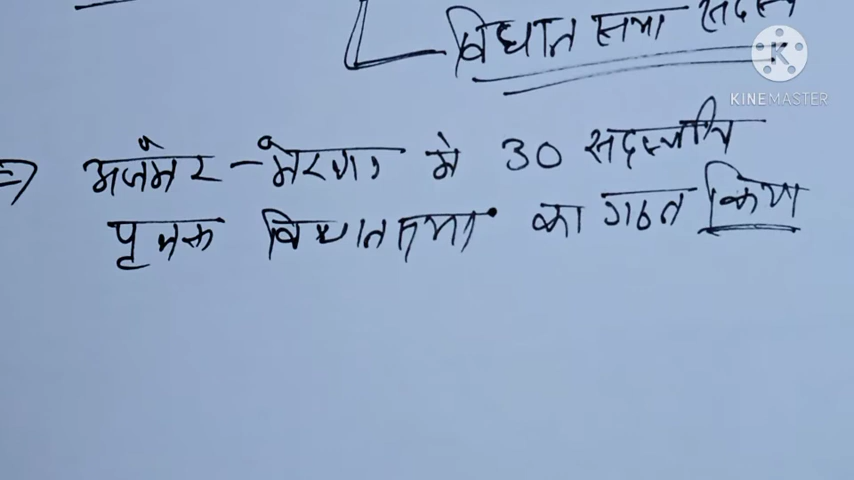 विधान सभा सदस्य
K
KINEMASTER
⇒ अजमेर - मेरवाड़ा में 30 सदस्यीय
पृथक विधानसभा का गठन किया